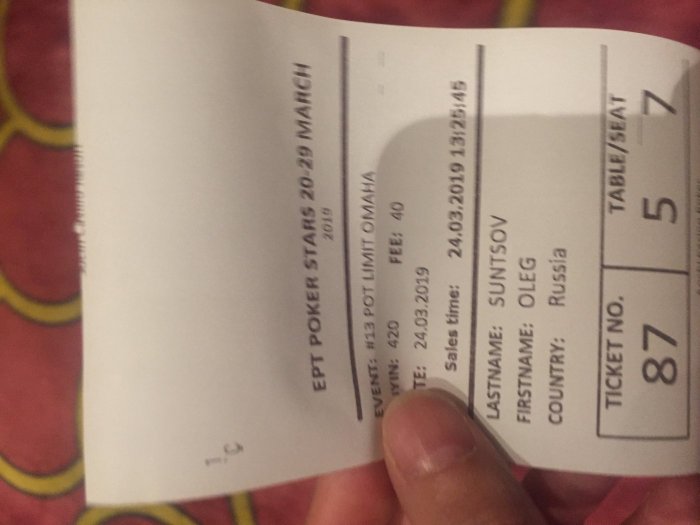 EPT POKER STARS 20-29 MARCH
2019
EVENT: #13 POT LIMIT OMAHA
YIN: 420 FEE: 40
TE: 24.03.2019
Sales time: 24.03.2019 13:25:45
LASTNAME: SUNTSOV
FIRSTNAME: OLEG
COUNTRY: Russia
TICKET NO. TABLE/SEAT
87 5 7